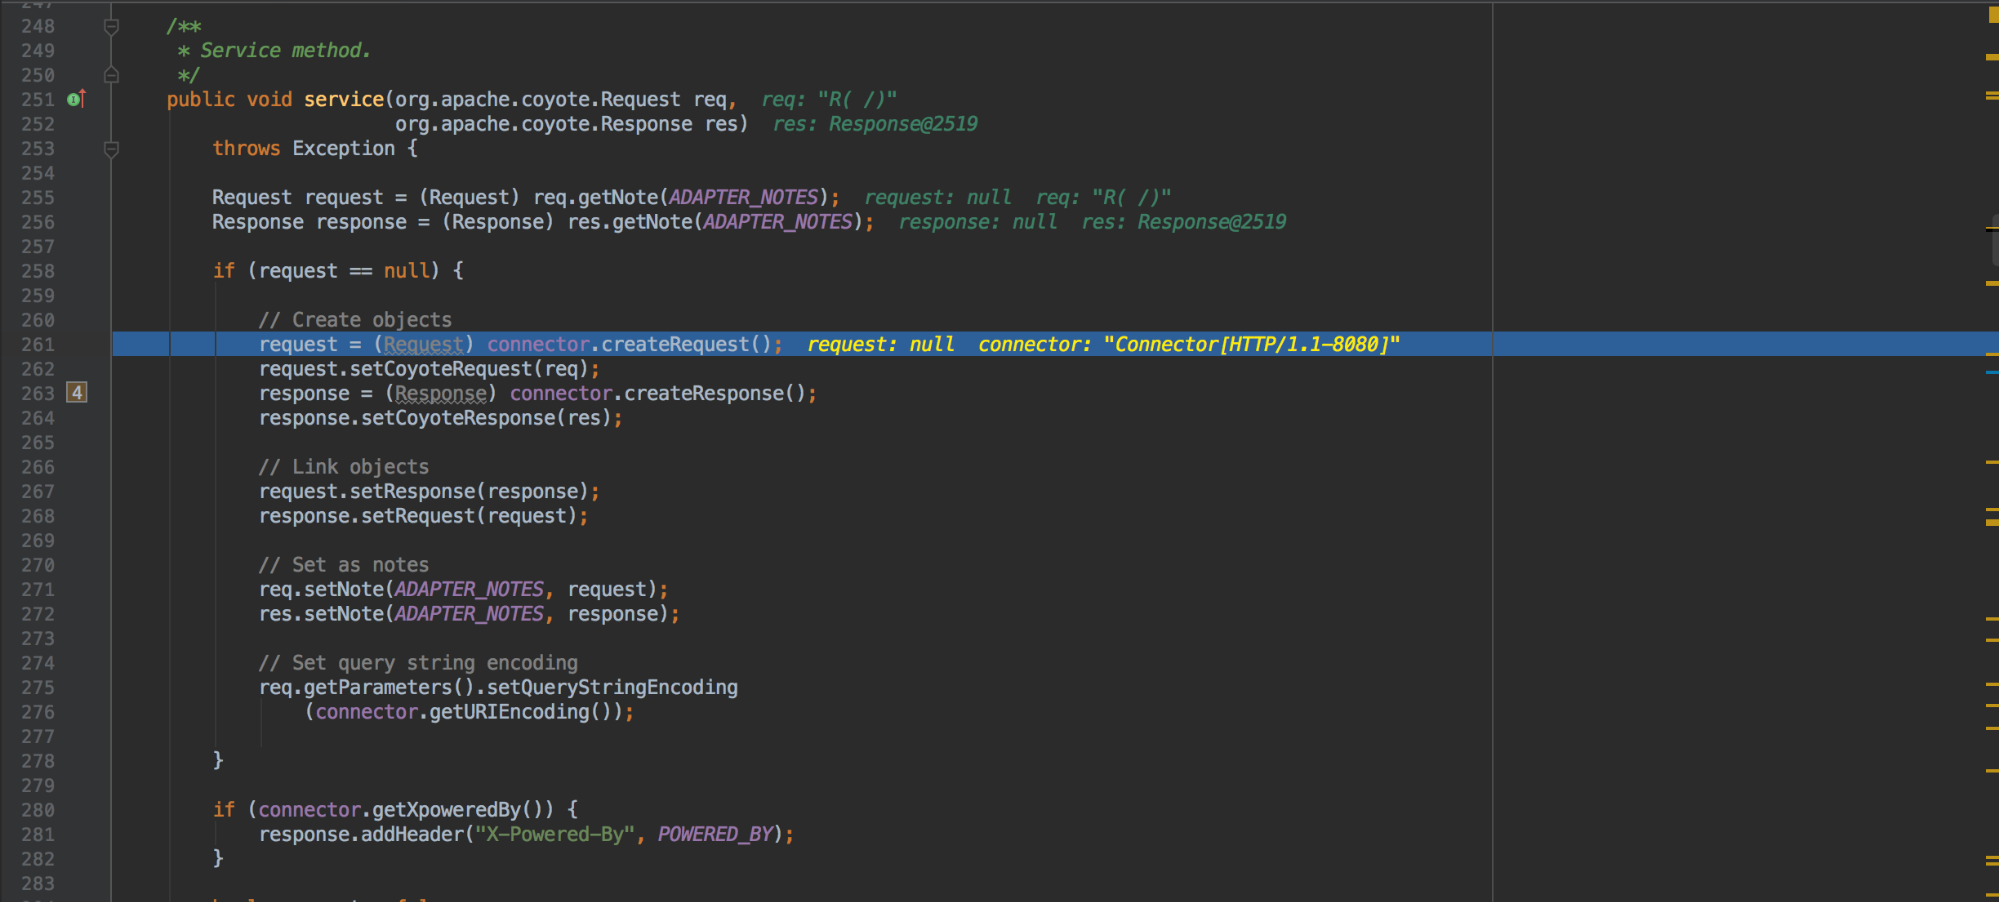 248 /**
249 * Service method.
250 */
251 public void service(org.apache.coyote.Request req, req: "R( /)"
252 org.apache.coyote.Response res) res: Response@2519
253 throws Exception {
254
255 Request request = (Request) req.getNote(ADAPTER_NOTES); request: null req: "R( /)"
256 Response response = (Response) res.getNote(ADAPTER_NOTES); response: null res: Response@2519
257
258 if (request == null) {
259
260 // Create objects
261 request = (Request) connector.createRequest(); request: null connector: "Connector[HTTP/1.1-8080]"
262 request.setCoyoteRequest(req);
263 4 response = (Response) connector.createResponse();
264 response.setCoyoteResponse(res);
265
266 // Link objects
267 request.setResponse(response);
268 response.setRequest(request);
269
270 // Set as notes
271 req.setNote(ADAPTER_NOTES, request);
272 res.setNote(ADAPTER_NOTES, response);
273
274 // Set query string encoding
275 req.getParameters().setQueryStringEncoding
276 (connector.getURIEncoding());
277
278 }
279
280 if (connector.getXpoweredBy()) {
281 response.addHeader("X-Powered-By", POWERED_BY);
282 }
283